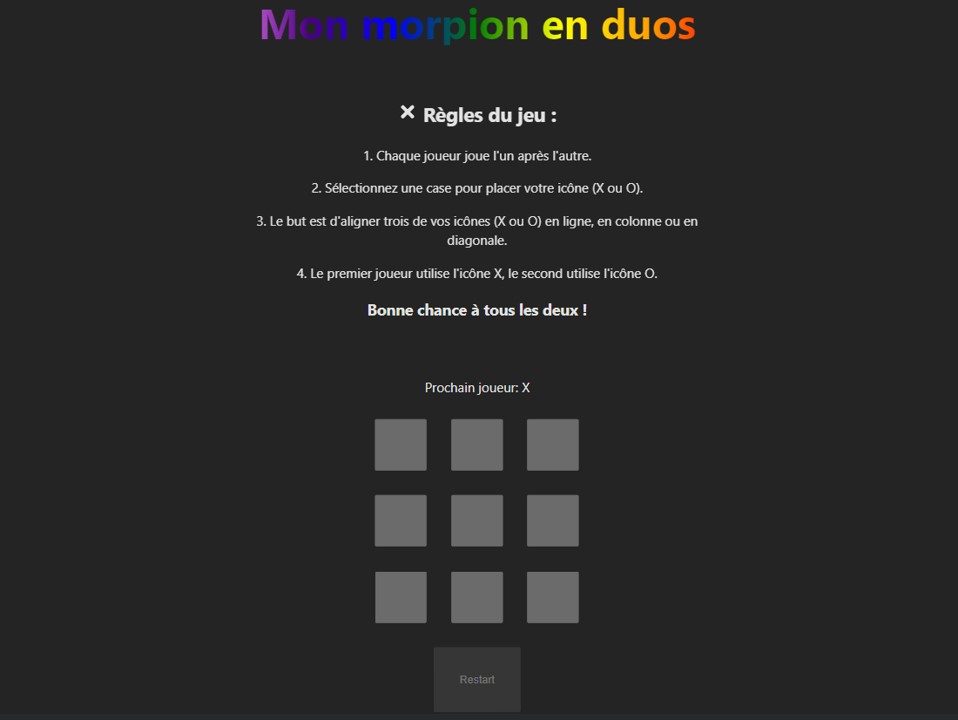 Mon morpion en duos
× Règles du jeu :
1. Chaque joueur joue l'un après l'autre.
2. Sélectionnez une case pour placer votre icône (X ou O).
3. Le but est d'aligner trois de vos icônes (X ou O) en ligne, en colonne ou en
diagonale.
4. Le premier joueur utilise l'icône X, le second utilise l'icône O.
Bonne chance à tous les deux !
Prochain joueur: X
Restart